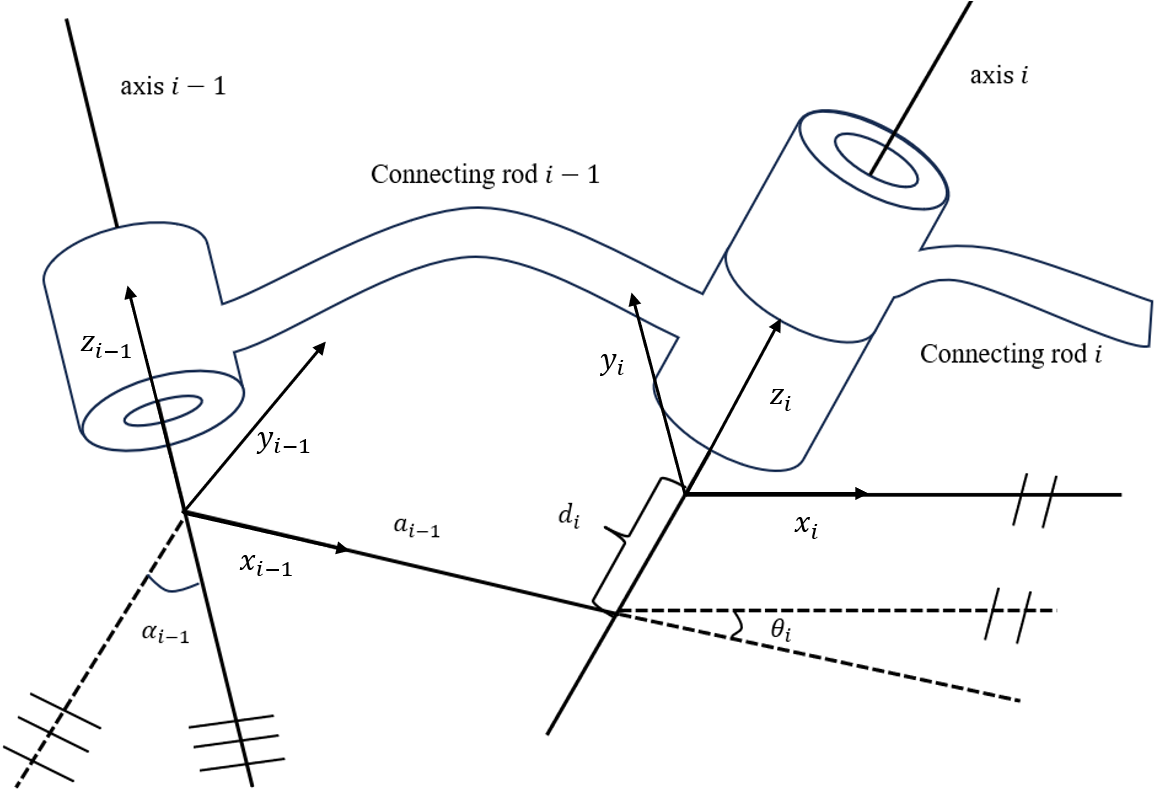 axis i
axis i − 1
Connecting rod i − 1
z_{i−1}
Connecting rod i
y_i
z_i
y_{i−1}
d_i
a_{i−1}
x_i
x_{i−1}
α_{i−1}
θ_i